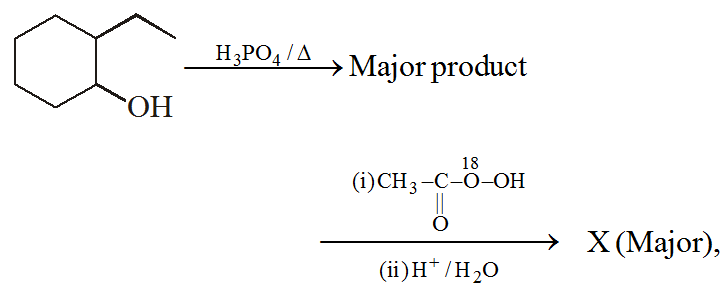 OH
H₃PO₄ / Δ
Major product
18
(i) CH₃–C–O–OH
O
(ii) H⁺ / H₂O
X (Major),